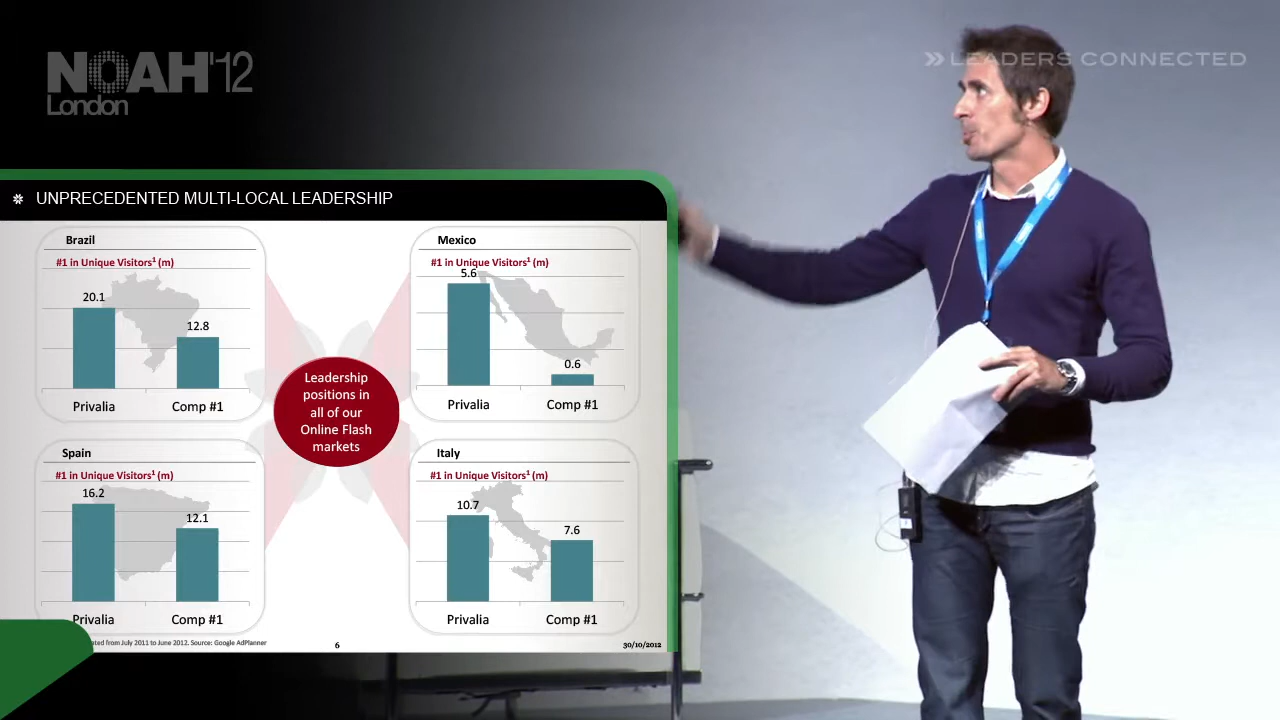 NOAH'12
London
LEADERS CONNECTED
UNPRECEDENTED MULTI-LOCAL LEADERSHIP
Brazil
#1 in Unique Visitors¹ (m)
20.1
12.8
Privalia
Comp #1
Mexico
#1 in Unique Visitors¹ (m)
5.6
0.6
Privalia
Comp #1
Leadership
positions in
all of our
Online Flash
markets
Spain
#1 in Unique Visitors¹ (m)
16.2
12.1
Privalia
Comp #1
Italy
#1 in Unique Visitors¹ (m)
10.7
7.6
Privalia
Comp #1
from July 2011 to June 2012. Source: Google AdPlanner
6
30/10/2012